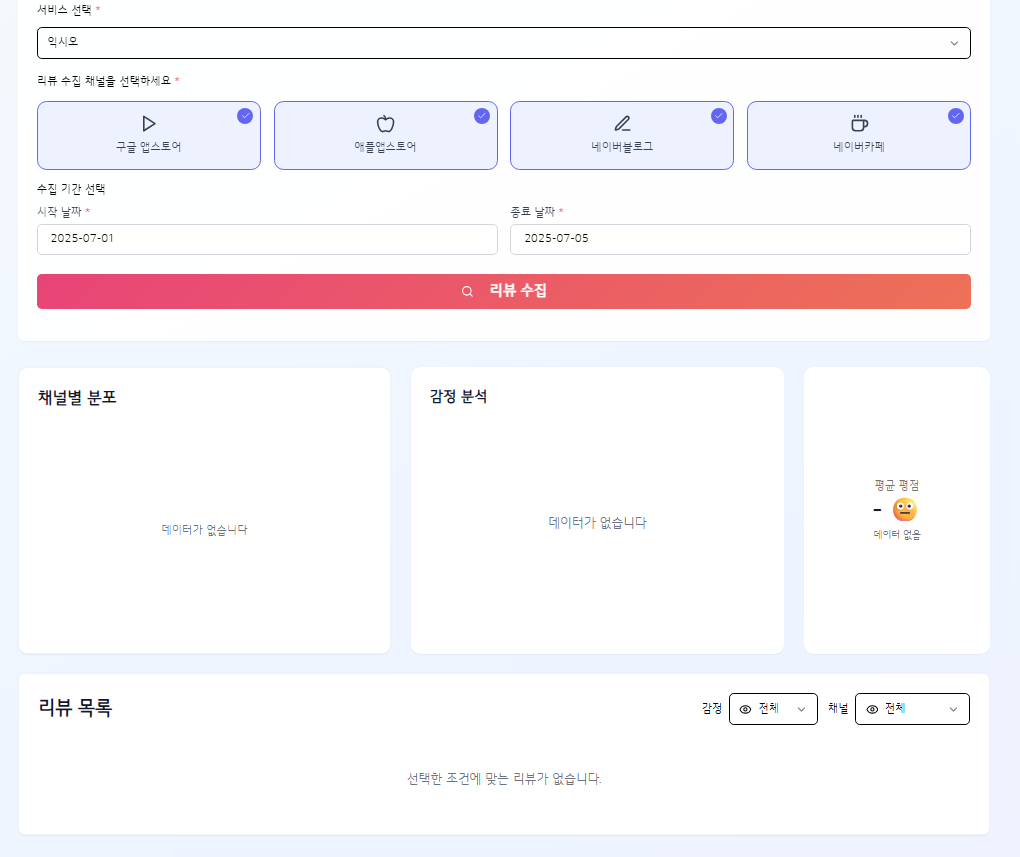 서비스 선택 *
익시오
리뷰 수집 채널을 선택하세요 *
구글 앱스토어
애플앱스토어
네이버블로그
네이버카페
수집 기간 선택
시작 날짜 *
종료 날짜 *
2025-07-01
2025-07-05
리뷰 수집
채널별 분포
데이터가 없습니다
감정 분석
데이터가 없습니다
평균 평점
-
데이터 없음
리뷰 목록
감정
전체
채널
전체
선택한 조건에 맞는 리뷰가 없습니다.